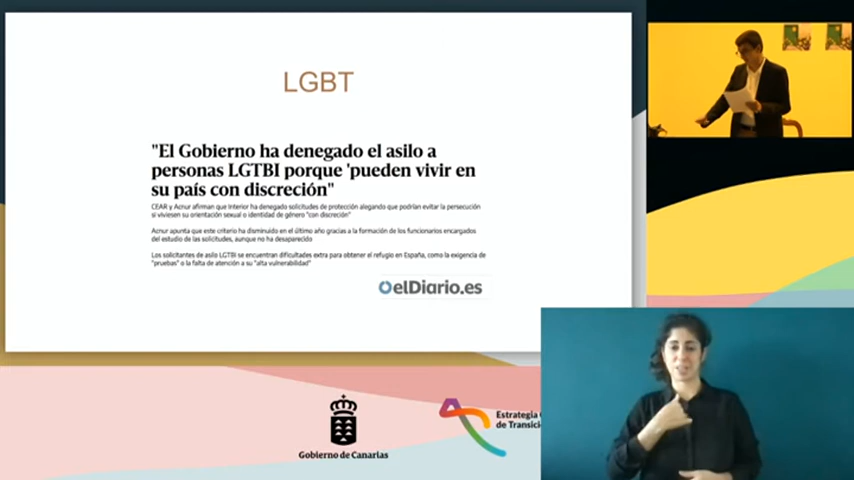 LGBT
"El Gobierno ha denegado el asilo a
personas LGTBI porque 'pueden vivir en
su país con discreción"
CEAR y Acnur afirman que Interior ha denegado solicitudes de protección alegando que podrían evitar la persecución
si viviesen su orientación sexual o identidad de género "con discreción"
Acnur apunta que este criterio ha disminuido en el último año gracias a la formación de los funcionarios encargados
del estudio de las solicitudes, aunque no ha desaparecido
Los solicitantes de asilo LGTBI se encuentran dificultades extra para obtener el refugio en España, como la exigencia de
"pruebas" o la falta de atención a su "alta vulnerabilidad"
elDiario.es
Gobierno de Canarias
Estrategia
de Transició